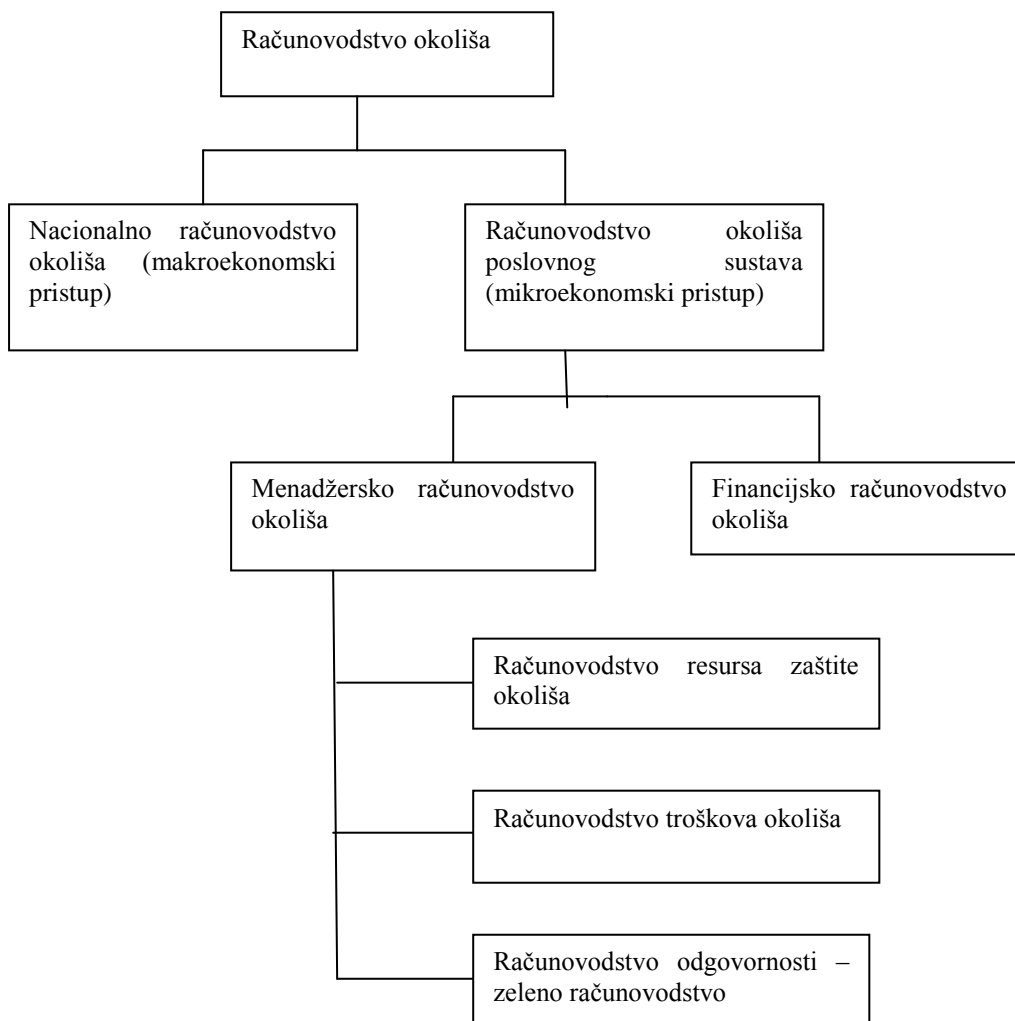 Računovodstvo okoliša
Nacionalno računovodstvo
okoliša (makroekonomski
pristup)
Računovodstvo okoliša
poslovnog sustava
(mikroekonomski pristup)
Menadžersko računovodstvo
okoliša
Financijsko računovodstvo
okoliša
Računovodstvo resursa zaštite
okoliša
Računovodstvo troškova okoliša
Računovodstvo odgovornosti –
zeleno računovodstvo